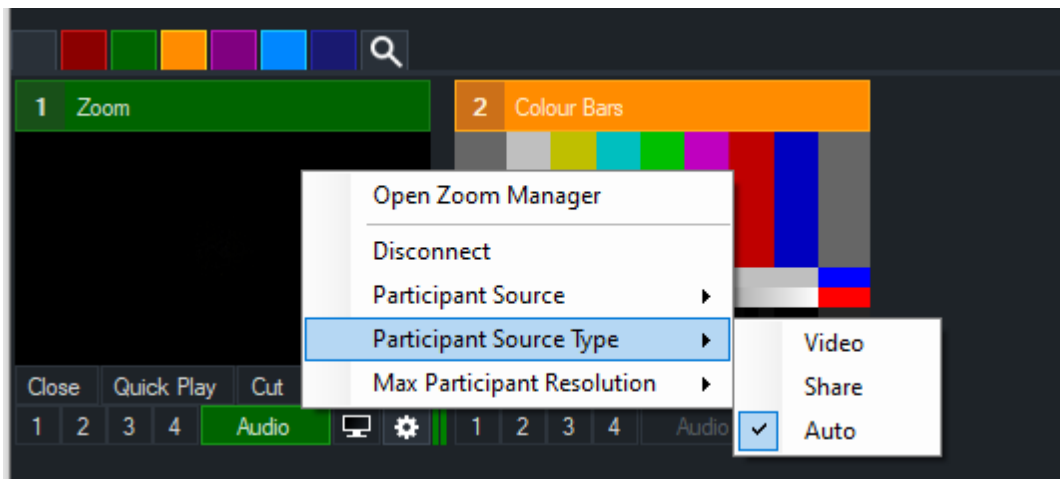 1 Zoom
2 Colour Bars
Open Zoom Manager
Disconnect
Participant Source
Participant Source Type
Max Participant Resolution
Video
Share
Auto
Close Quick Play Cut
1 2 3 4 Audio
1 2 3 4 Audio